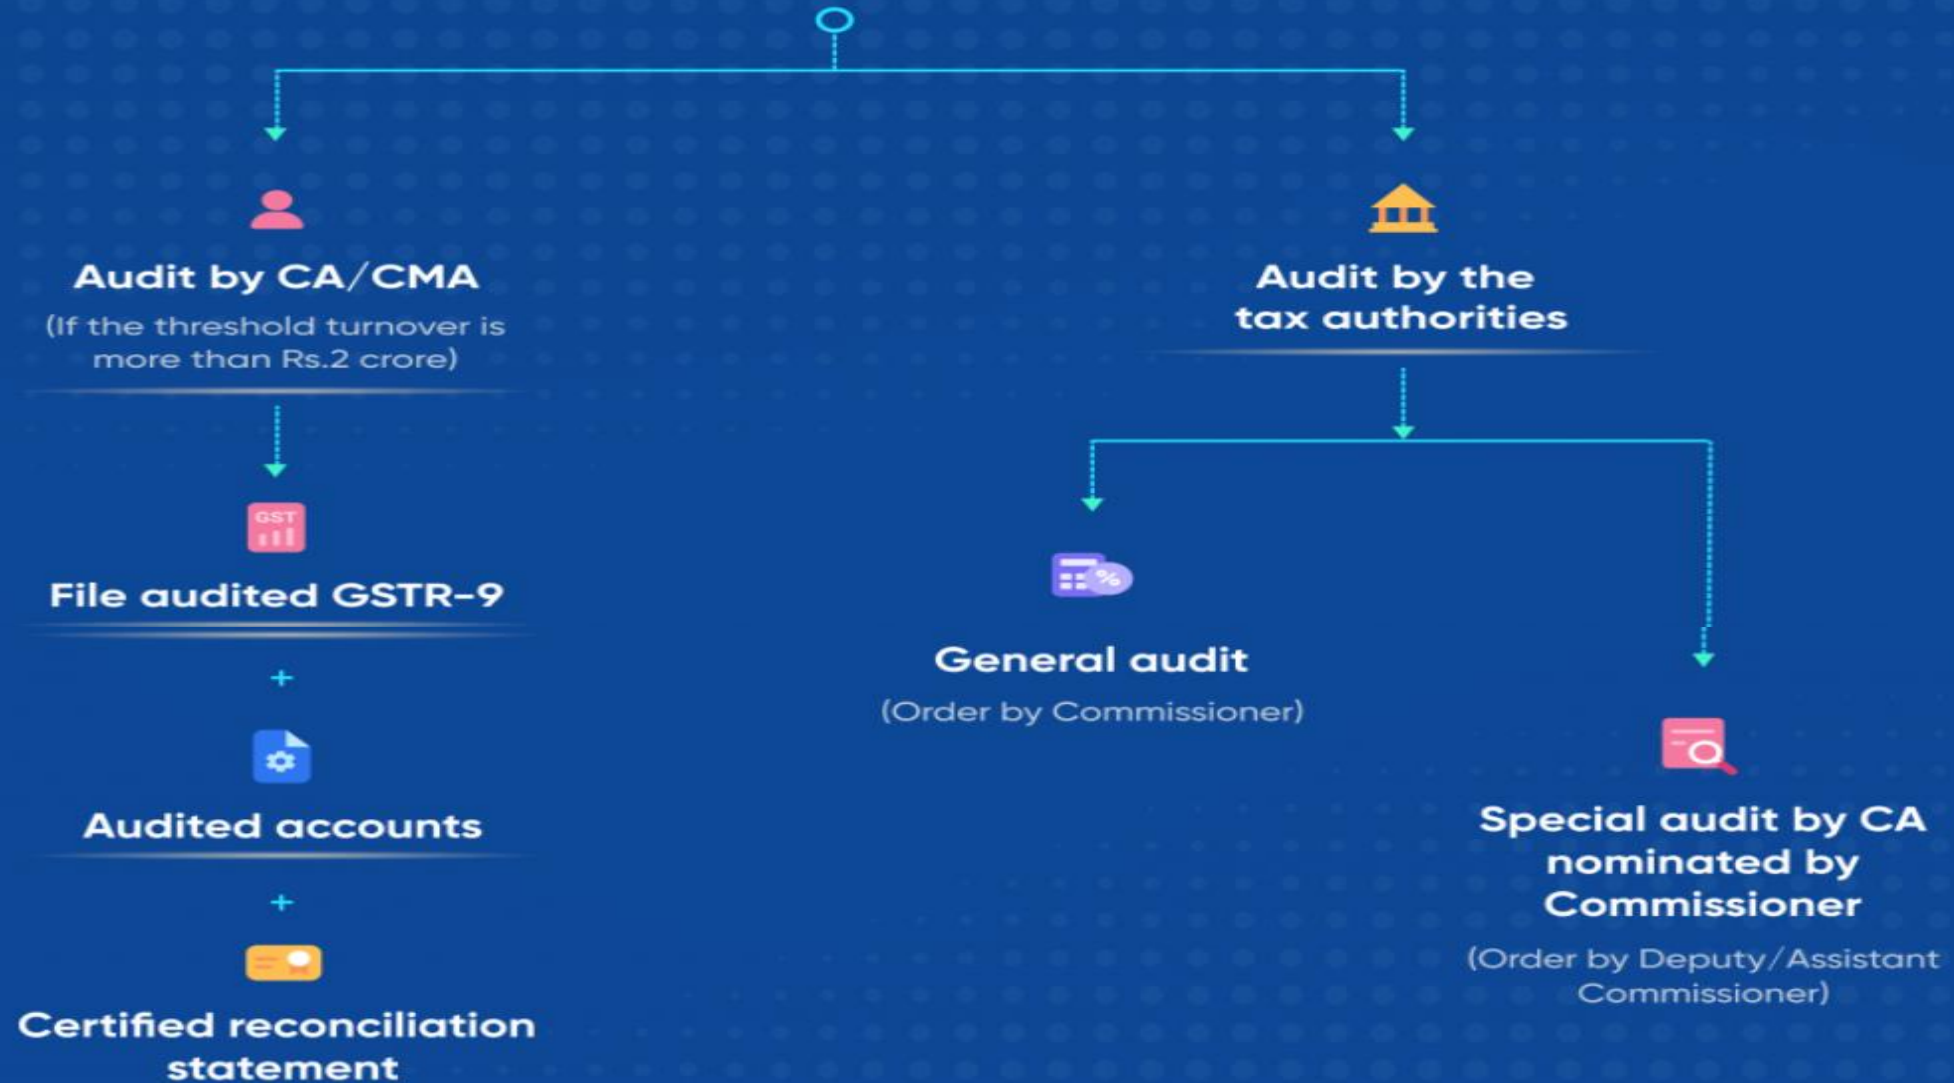 Audit by CA/CMA
(If the threshold turnover is
more than Rs.2 crore)
GST
File audited GSTR-9
+
Audited accounts
+
Certified reconciliation
statement
Audit by the
tax authorities
%
General audit
(Order by Commissioner)
Special audit by CA
nominated by
Commissioner
(Order by Deputy/Assistant
Commissioner)